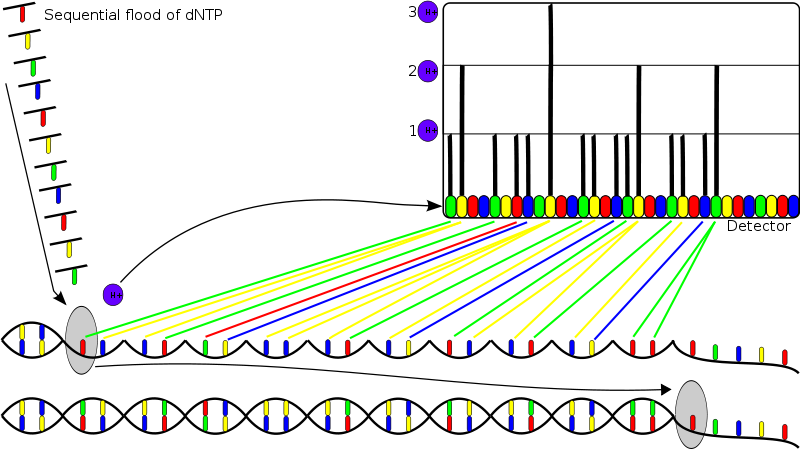 Sequential flood of dNTP
3 H+
2 H+
1 H+
H+
Detector